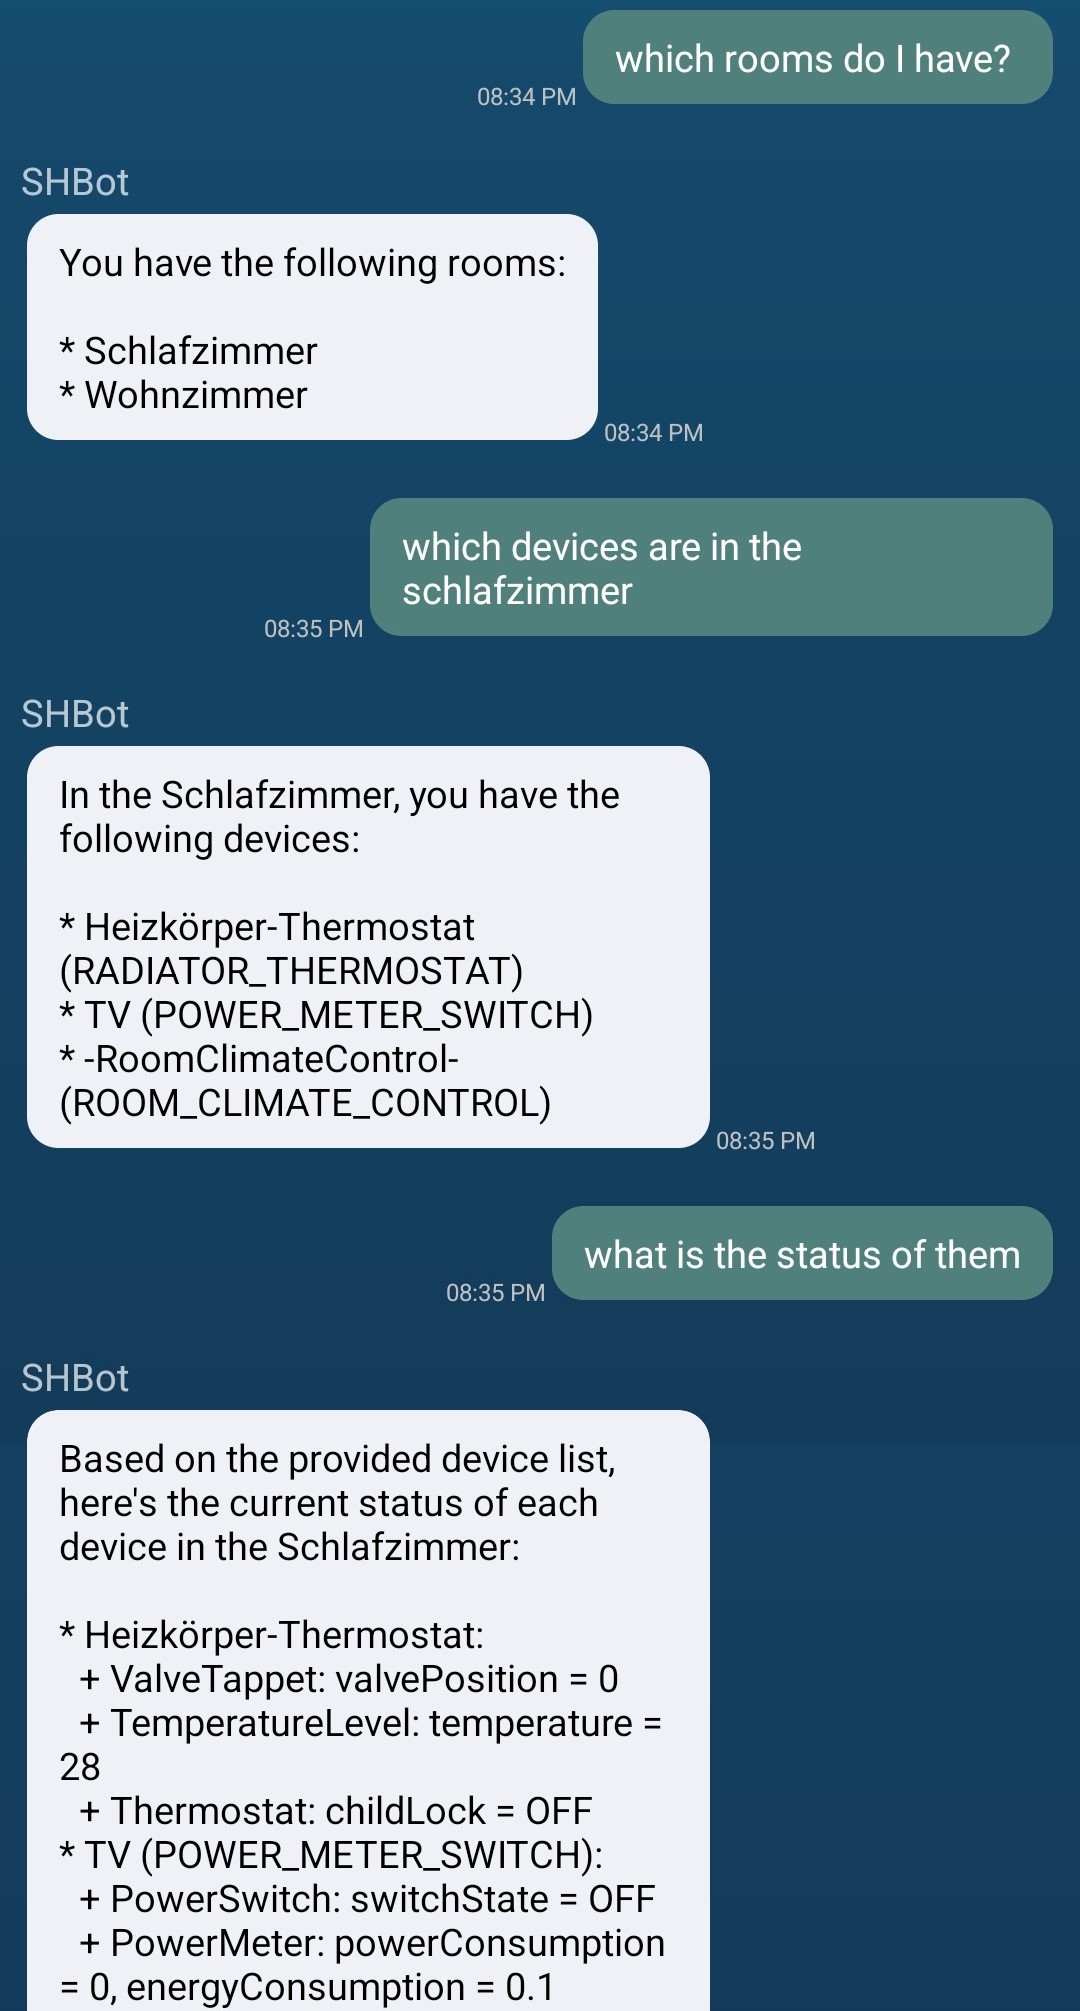 which rooms do I have?
08:34 PM
SHBot
You have the following rooms:
* Schlafzimmer
* Wohnzimmer
08:34 PM
which devices are in the
schlafzimmer
08:35 PM
SHBot
In the Schlafzimmer, you have the
following devices:
* Heizkörper-Thermostat
(RADIATOR_THERMOSTAT)
* TV (POWER_METER_SWITCH)
* -RoomClimateControl-
(ROOM_CLIMATE_CONTROL)
08:35 PM
what is the status of them
08:35 PM
SHBot
Based on the provided device list,
here's the current status of each
device in the Schlafzimmer:
* Heizkörper-Thermostat:
+ ValveTappet: valvePosition = 0
+ TemperatureLevel: temperature =
28
+ Thermostat: childLock = OFF
* TV (POWER_METER_SWITCH):
+ PowerSwitch: switchState = OFF
+ PowerMeter: powerConsumption
= 0, energyConsumption = 0.1